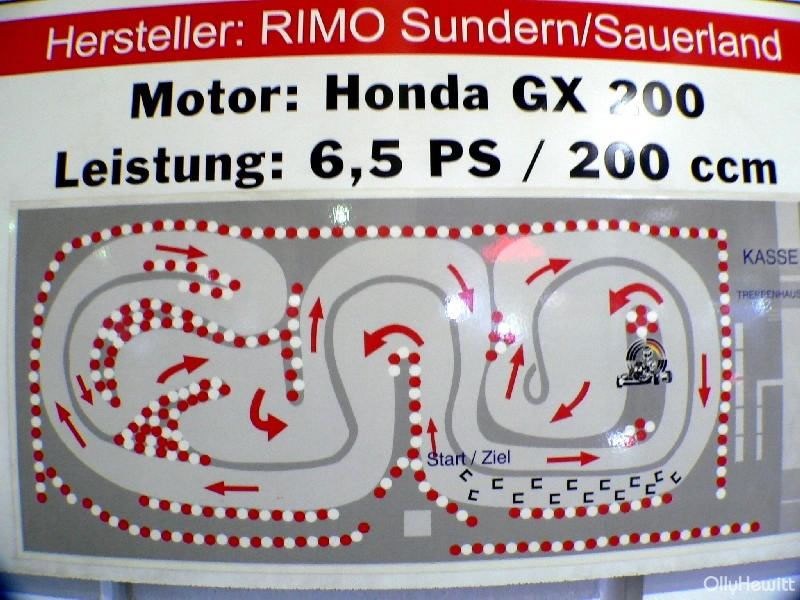 Hersteller: RIMO Sundern/Sauerland
Motor: Honda GX 200
Leistung: 6,5 PS / 200 ccm
KASSE
TREPPENHAUS
Start / Ziel
OllyHewitt